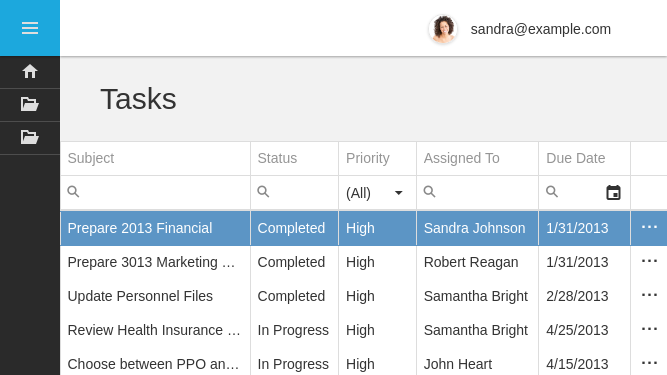 sandra@example.com
Tasks
Subject Status Priority Assigned To Due Date
(All)
Prepare 2013 Financial Completed High Sandra Johnson 1/31/2013 ...
Prepare 3013 Marketing ... Completed High Robert Reagan 1/31/2013 ...
Update Personnel Files Completed High Samantha Bright 2/28/2013 ...
Review Health Insurance ... In Progress High Samantha Bright 4/25/2013 ...
Choose between PPO an... In Progress High John Heart 4/15/2013 ...